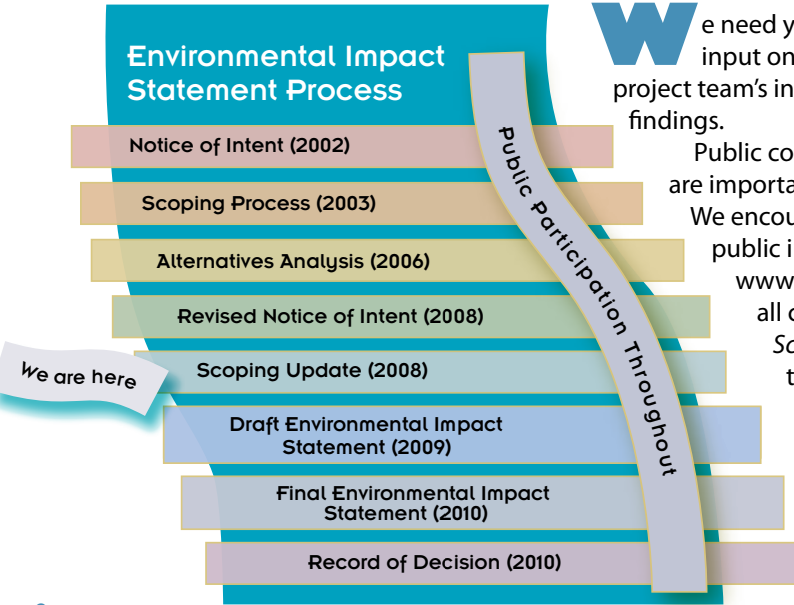 Environmental Impact
Statement Process
Notice of Intent (2002)
Scoping Process (2003)
Alternatives Analysis (2006)
Revised Notice of Intent (2008)
We are here
Scoping Update (2008)
Draft Environmental Impact
Statement (2009)
Final Environmental Impact
Statement (2010)
Record of Decision (2010)
Public Participation Throughout
We need y
input on
project team's in
findings.
Public co
are importa
We encou
public i
www
all